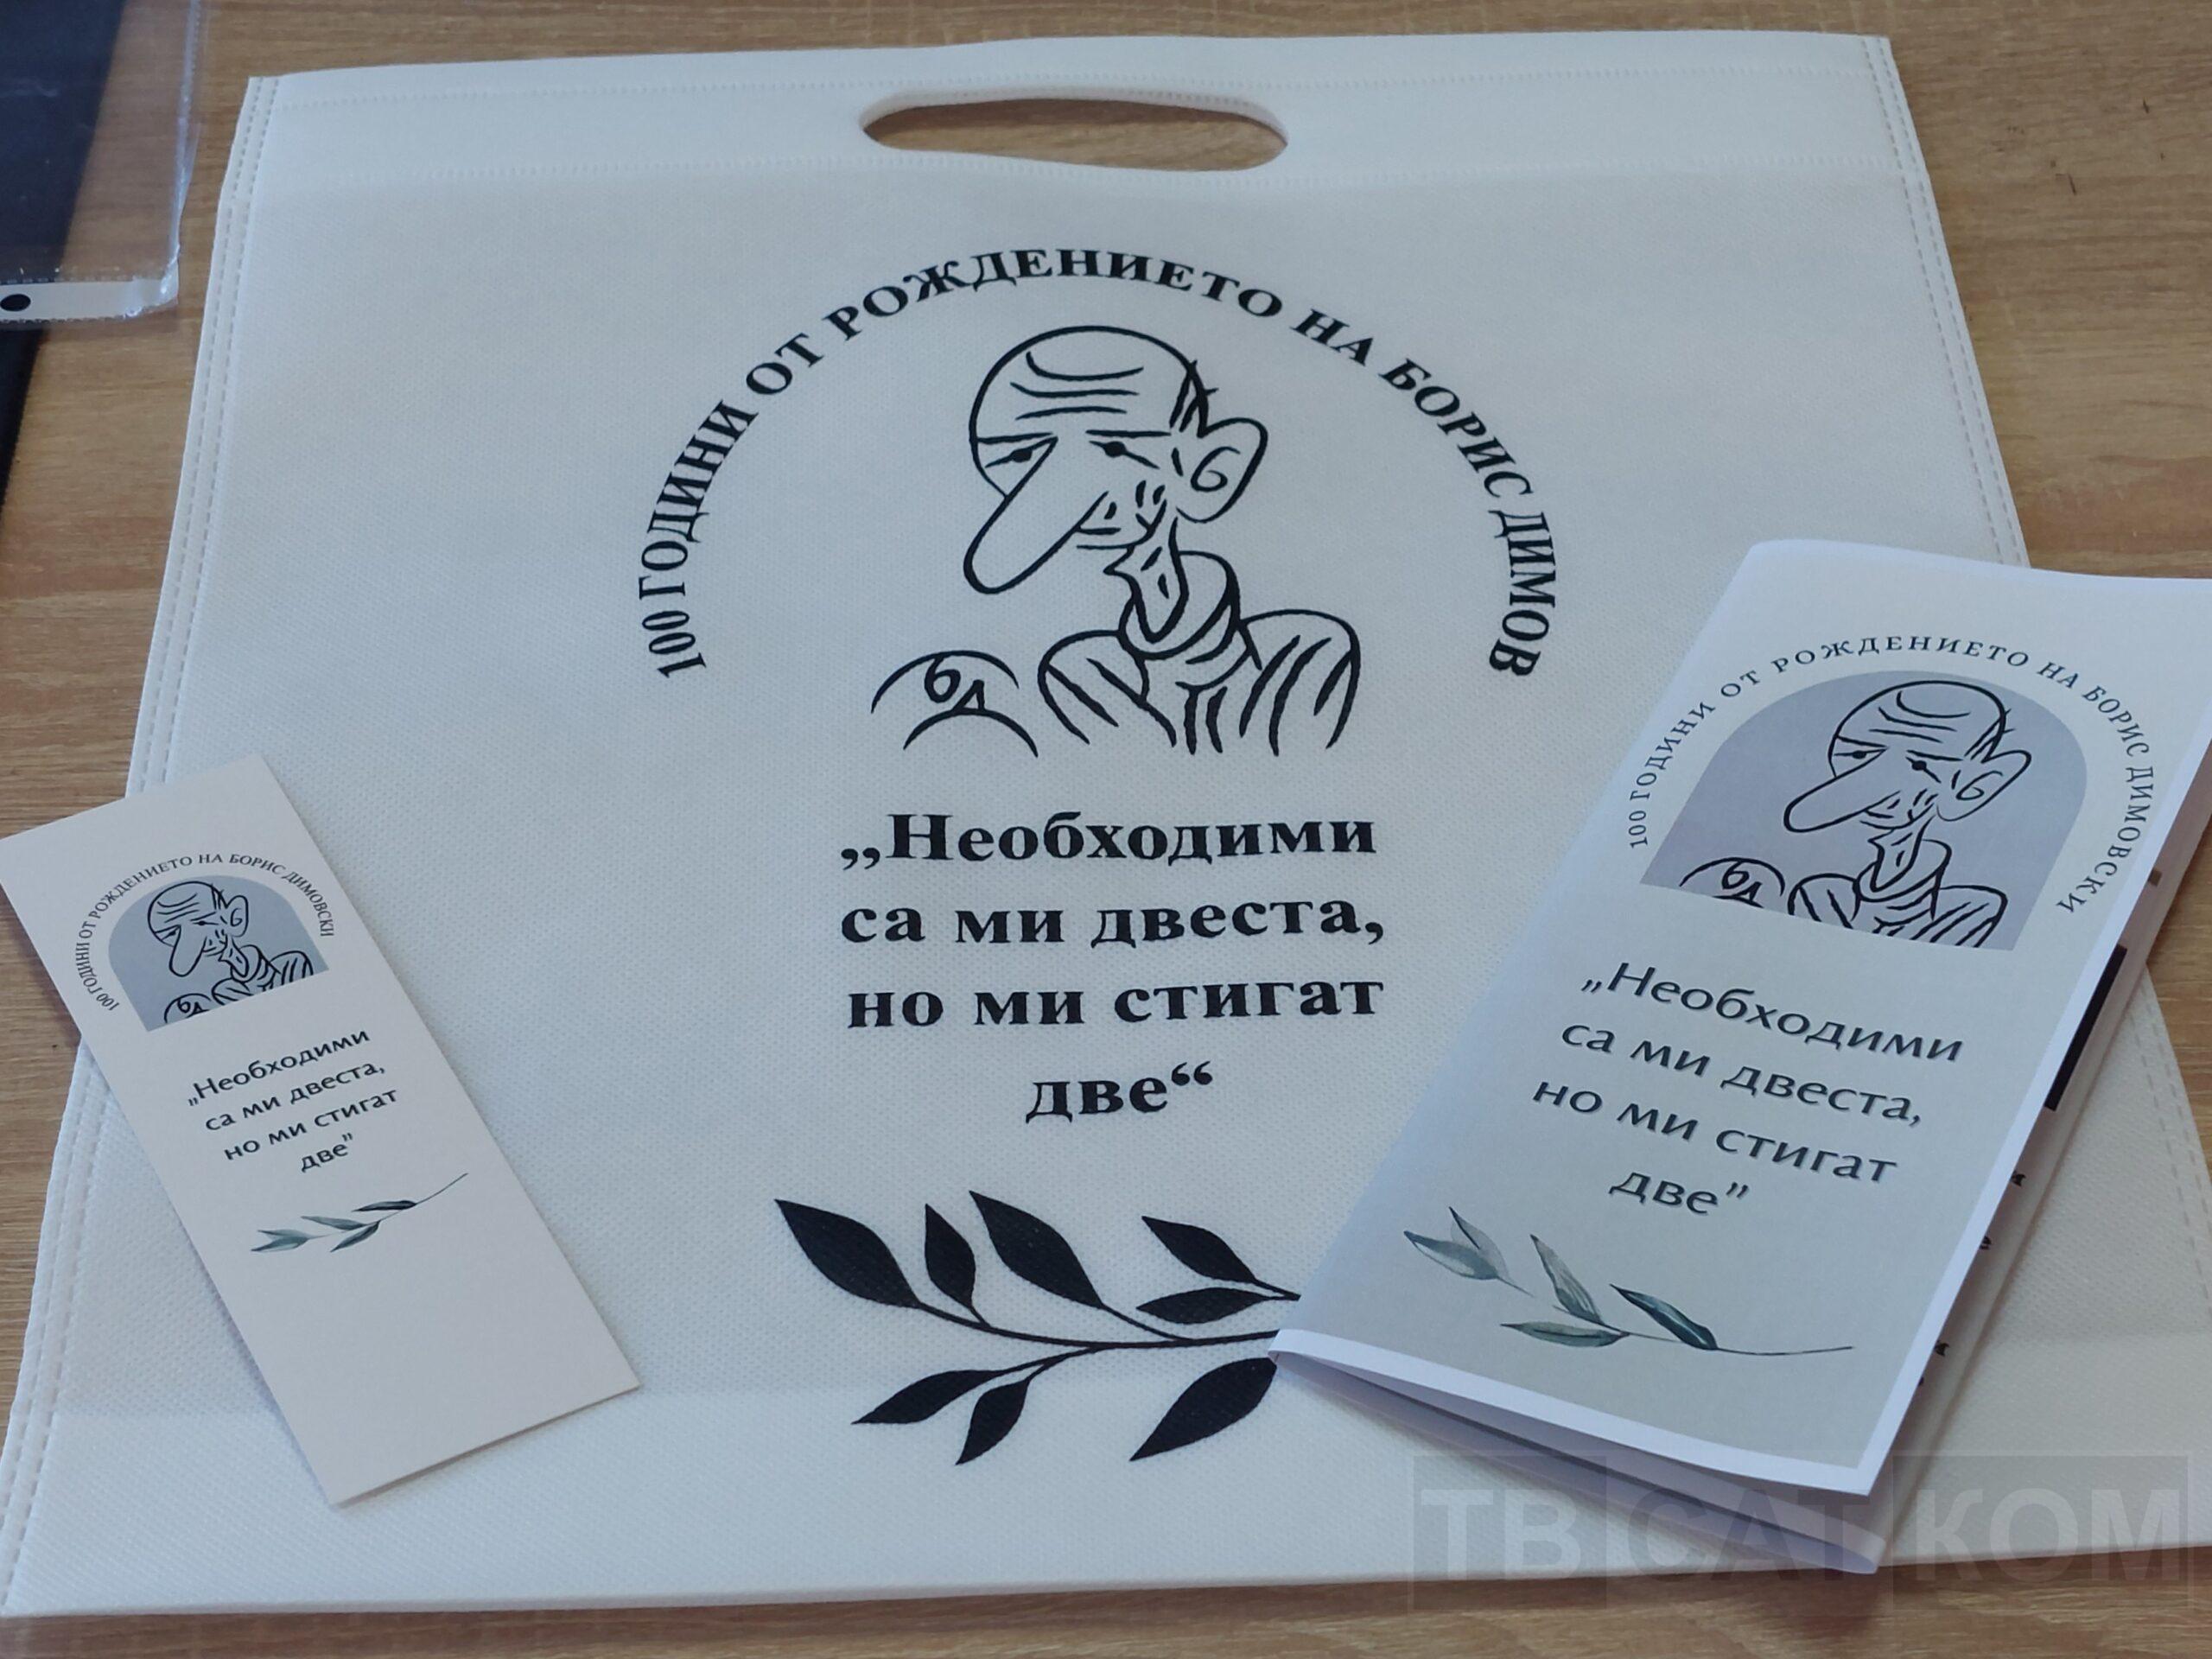 100 ГОДИНИ ОТ РОЖДЕНИЕТО НА БОРИС ДИМОВ
„Необходими
са ми двеста,
но ми стигат
две“
100 ГОДИНИ ОТ РОЖДЕНИЕТО НА БОРИС ДИМОВСКИ
„Необходими
са ми двеста,
но ми стигат
две”
100 ГОДИНИ ОТ РОЖДЕНИЕТО НА БОРИС ДИМОВСКИ
„Необходими
са ми двеста,
но ми стигат
две”
ТВ САТ КОМ